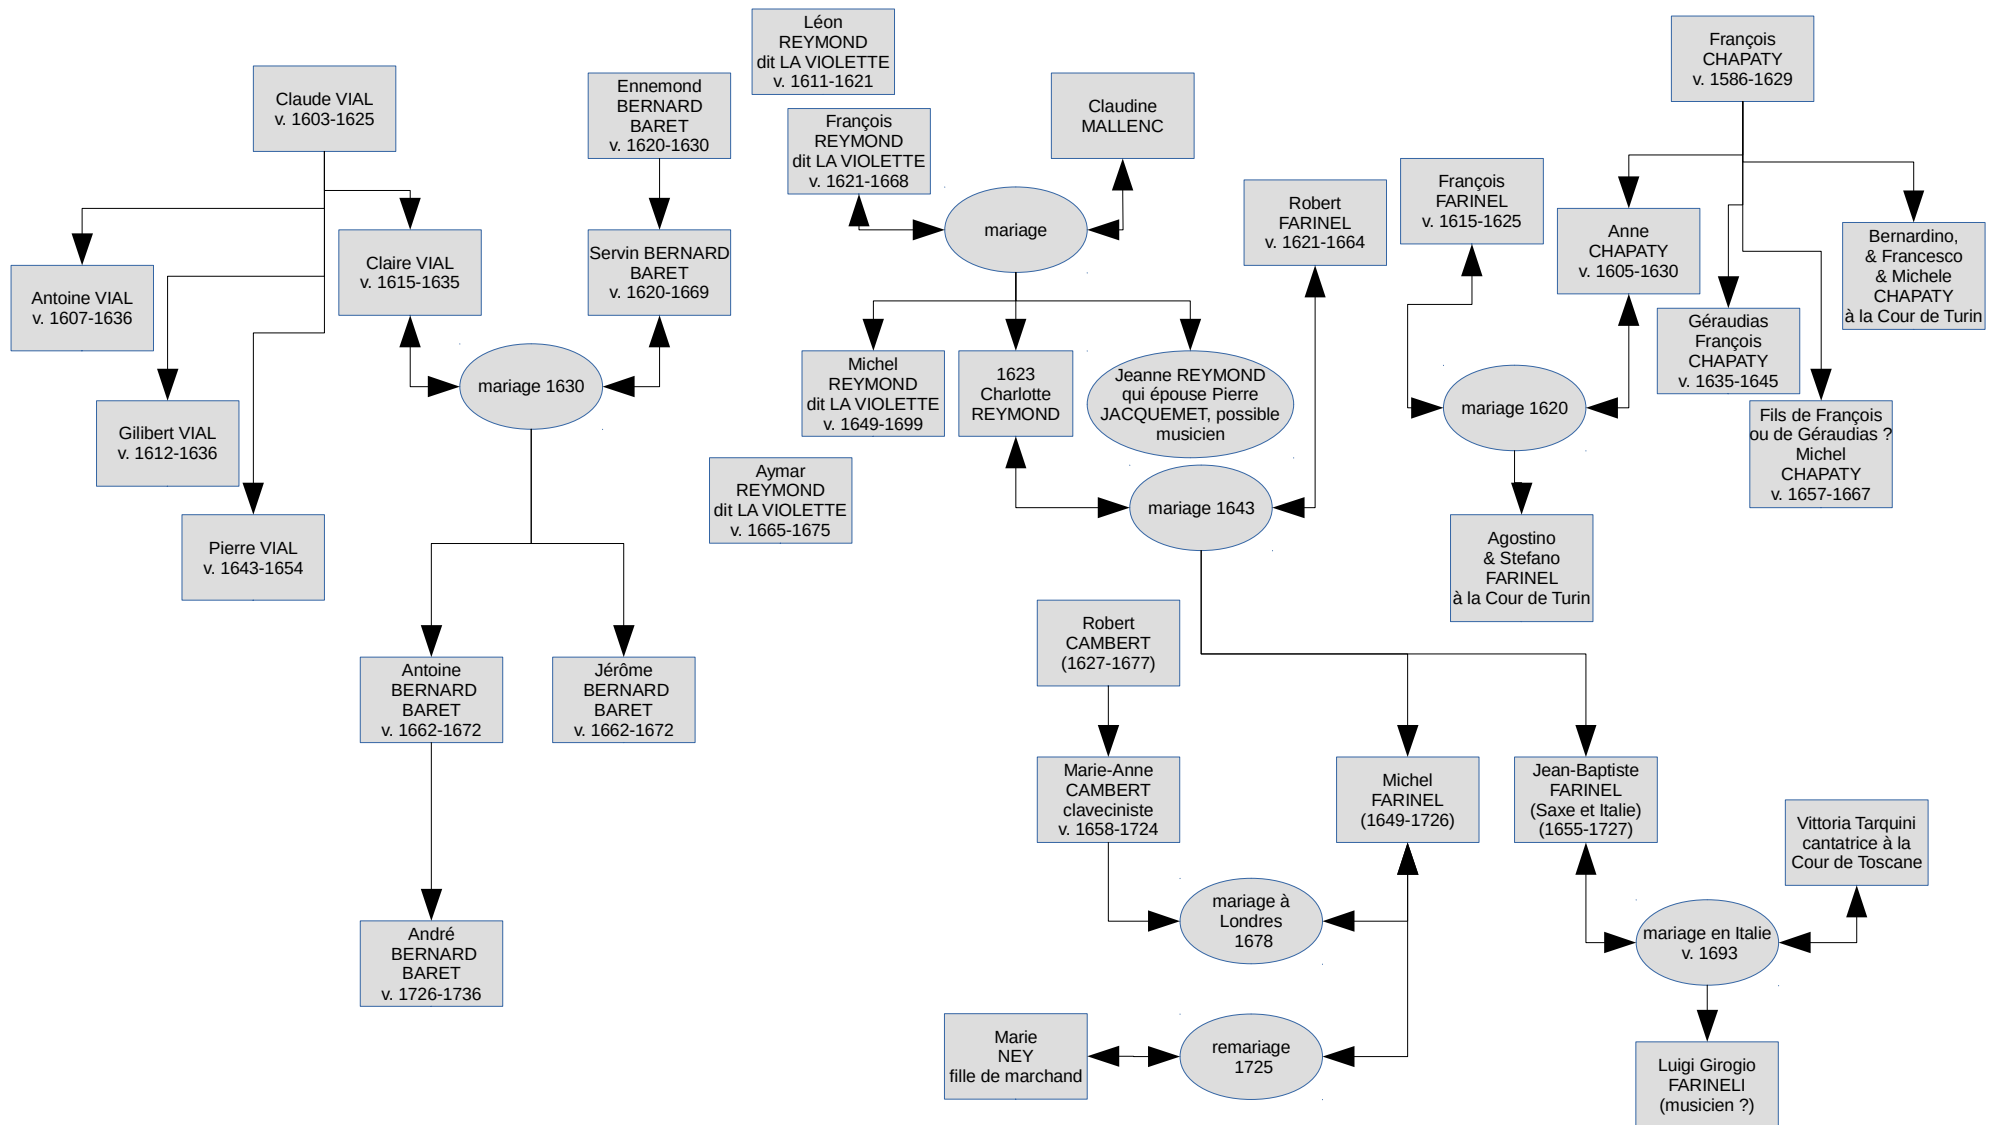 Léon
REYMOND
dit LA VIOLETTE
v. 1611-1621
François
CHAPATY
v. 1586-1629
Claude VIAL
v. 1603-1625
Ennemond
BERNARD
BARET
v. 1620-1630
François
REYMOND
dit LA VIOLETTE
v. 1621-1668
Claudine
MALLENC
mariage
Robert
FARINEL
v. 1621-1664
François
FARINEL
v. 1615-1625
Anne
CHAPATY
v. 1605-1630
Bernardino,
& Francesco
& Michele
CHAPATY
à la Cour de Turin
Antoine VIAL
v. 1607-1636
Claire VIAL
v. 1615-1635
Servin BERNARD
BARET
v. 1620-1669
Géraudias
François
CHAPATY
v. 1635-1645
Gilibert VIAL
v. 1612-1636
mariage 1630
Michel
REYMOND
dit LA VIOLETTE
v. 1649-1699
1623
Charlotte
REYMOND
Jeanne REYMOND
qui épouse Pierre
JACQUEMET, possible
musicien
mariage 1620
Fils de François
ou de Géraudias ?
Michel
CHAPATY
v. 1657-1667
Pierre VIAL
v. 1643-1654
Aymar
REYMOND
dit LA VIOLETTE
v. 1665-1675
mariage 1643
Agostino
& Stefano
FARINEL
à la Cour de Turin
Robert
CAMBERT
(1627-1677)
Antoine
BERNARD
BARET
v. 1662-1672
Jérôme
BERNARD
BARET
v. 1662-1672
Marie-Anne
CAMBERT
claveciniste
v. 1658-1724
Michel
FARINEL
(1649-1726)
Jean-Baptiste
FARINEL
(Saxe et Italie)
(1655-1727)
Vittoria Tarquini
cantatrice à la
Cour de Toscane
André
BERNARD
BARET
v. 1726-1736
mariage à
Londres
1678
mariage en Italie
v. 1693
Marie
NEY
fille de marchand
remariage
1725
Luigi Girogio
FARINELI
(musicien ?)